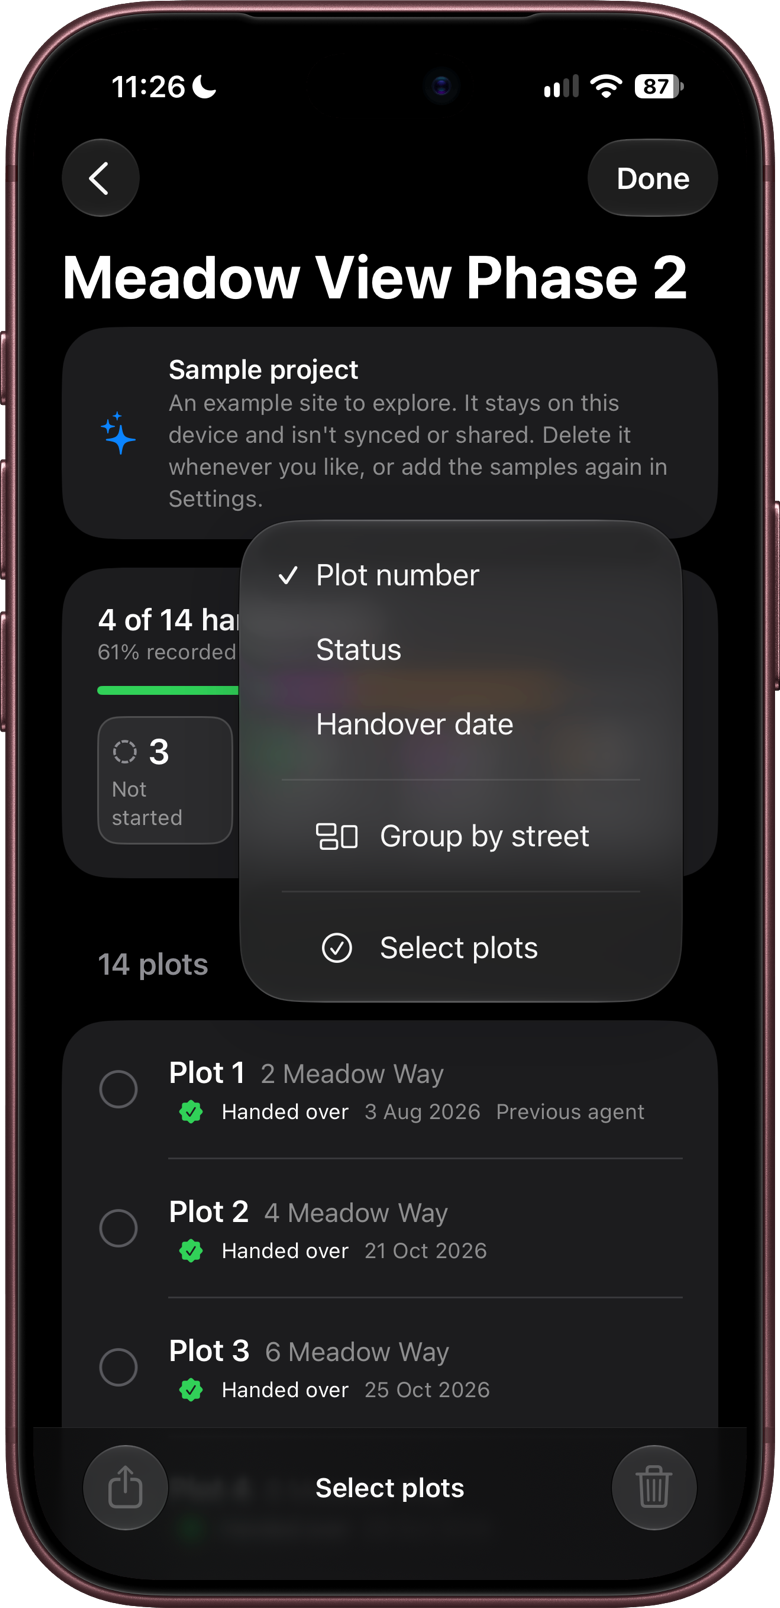 11:26
87
Done
Meadow View Phase 2
Sample project
An example site to explore. It stays on this
device and isn't synced or shared. Delete it
whenever you like, or add the samples again in
Settings.
Plot number
Status
Handover date
Group by street
Select plots
4 of 14
61% recorded
3
Not
started
14 plots
Plot 1 2 Meadow Way
Handed over 3 Aug 2026 Previous agent
Plot 2 4 Meadow Way
Handed over 21 Oct 2026
Plot 3 6 Meadow Way
Handed over 25 Oct 2026
Select plots